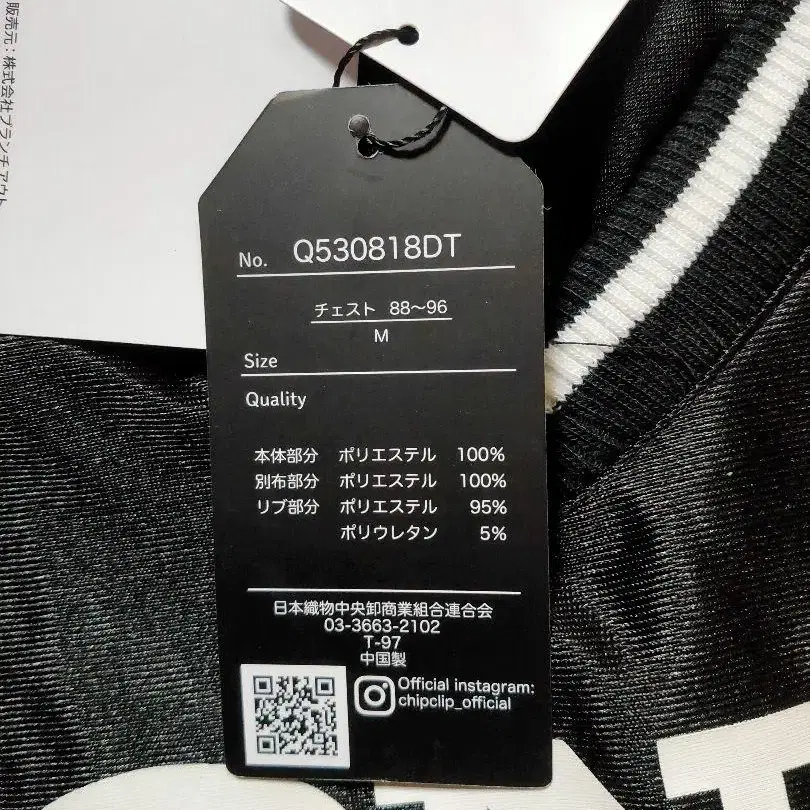 販売元：株式会社ブランチアウト
No. Q530818DT
チェスト 88～96
M
Size
Quality
本体部分 ポリエステル 100%
別布部分 ポリエステル 100%
リブ部分 ポリエステル 95%
ポリウレタン 5%
日本織物中央卸商業組合連合会
03-3663-2102
T-97
中国製
Official instagram:
chipclip_official